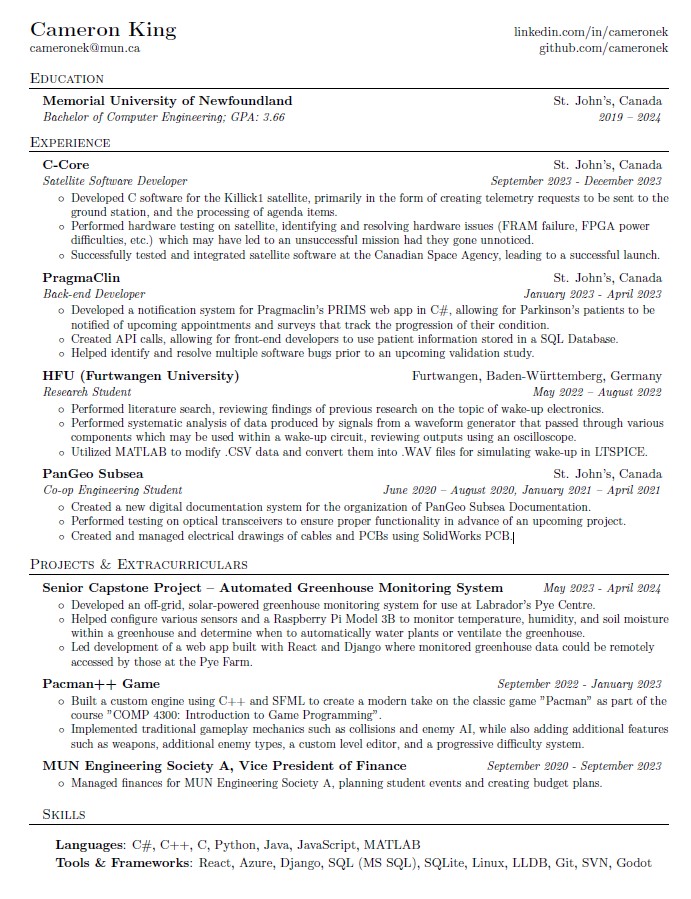 Cameron King
linkedin.com/in/cameronek
cameronek@mun.ca
github.com/cameronek
Education
Memorial University of Newfoundland St. John's, Canada
Bachelor of Computer Engineering; GPA: 3.66 2019 – 2024
Experience
C-Core St. John's, Canada
Satellite Software Developer September 2023 - December 2023
◦ Developed C software for the Killick1 satellite, primarily in the form of creating telemetry requests to be sent to the
ground station, and the processing of agenda items.
◦ Performed hardware testing on satellite, identifying and resolving hardware issues (FRAM failure, FPGA power
difficulties, etc.) which may have led to an unsuccessful mission had they gone unnoticed.
◦ Successfully tested and integrated satellite software at the Canadian Space Agency, leading to a successful launch.
PragmaClin St. John's, Canada
Back-end Developer January 2023 - April 2023
◦ Developed a notification system for Pragmaclin's PRIMS web app in C#, allowing for Parkinson's patients to be
notified of upcoming appointments and surveys that track the progression of their condition.
◦ Created API calls, allowing for front-end developers to use patient information stored in a SQL Database.
◦ Helped identify and resolve multiple software bugs prior to an upcoming validation study.
HFU (Furtwangen University) Furtwangen, Baden-Württemberg, Germany
Research Student May 2022 – August 2022
◦ Performed literature search, reviewing findings of previous research on the topic of wake-up electronics.
◦ Performed systematic analysis of data produced by signals from a waveform generator that passed through various
components which may be used within a wake-up circuit, reviewing outputs using an oscilloscope.
◦ Utilized MATLAB to modify .CSV data and convert them into .WAV files for simulating wake-up in LTSPICE.
PanGeo Subsea St. John's, Canada
Co-op Engineering Student June 2020 – August 2020, January 2021 – April 2021
◦ Created a new digital documentation system for the organization of PanGeo Subsea Documentation.
◦ Performed testing on optical transceivers to ensure proper functionality in advance of an upcoming project.
◦ Created and managed electrical drawings of cables and PCBs using SolidWorks PCB.
Projects & Extracurriculars
Senior Capstone Project – Automated Greenhouse Monitoring System May 2023 - April 2024
◦ Developed an off-grid, solar-powered greenhouse monitoring system for use at Labrador's Pye Centre.
◦ Helped configure various sensors and a Raspberry Pi Model 3B to monitor temperature, humidity, and soil moisture
within a greenhouse and determine when to automatically water plants or ventilate the greenhouse.
◦ Led development of a web app built with React and Django where monitored greenhouse data could be remotely
accessed by those at the Pye Farm.
Pacman++ Game September 2022 - January 2023
◦ Built a custom engine using C++ and SFML to create a modern take on the classic game "Pacman" as part of the
course "COMP 4300: Introduction to Game Programming".
◦ Implemented traditional gameplay mechanics such as collisions and enemy AI, while also adding additional features
such as weapons, additional enemy types, a custom level editor, and a progressive difficulty system.
MUN Engineering Society A, Vice President of Finance September 2020 - September 2023
◦ Managed finances for MUN Engineering Society A, planning student events and creating budget plans.
Skills
Languages: C#, C++, C, Python, Java, JavaScript, MATLAB
Tools & Frameworks: React, Azure, Django, SQL (MS SQL), SQLite, Linux, LLDB, Git, SVN, Godot